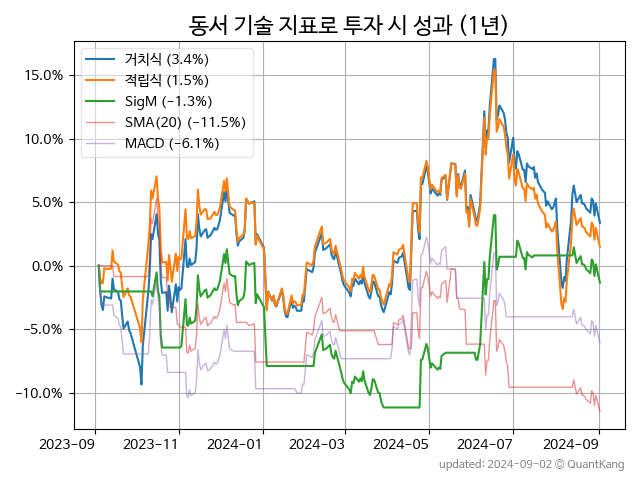 동서 기술 지표로 투자 시 성과 (1년)
거치식 (3.4%)
적립식 (1.5%)
SigM (−1.3%)
SMA(20) (−11.5%)
MACD (−6.1%)
15.0%
10.0%
5.0%
0.0%
−5.0%
−10.0%
2023-09 2023-11 2024-01 2024-03 2024-05 2024-07 2024-09
updated: 2024-09-02 © QuantKang